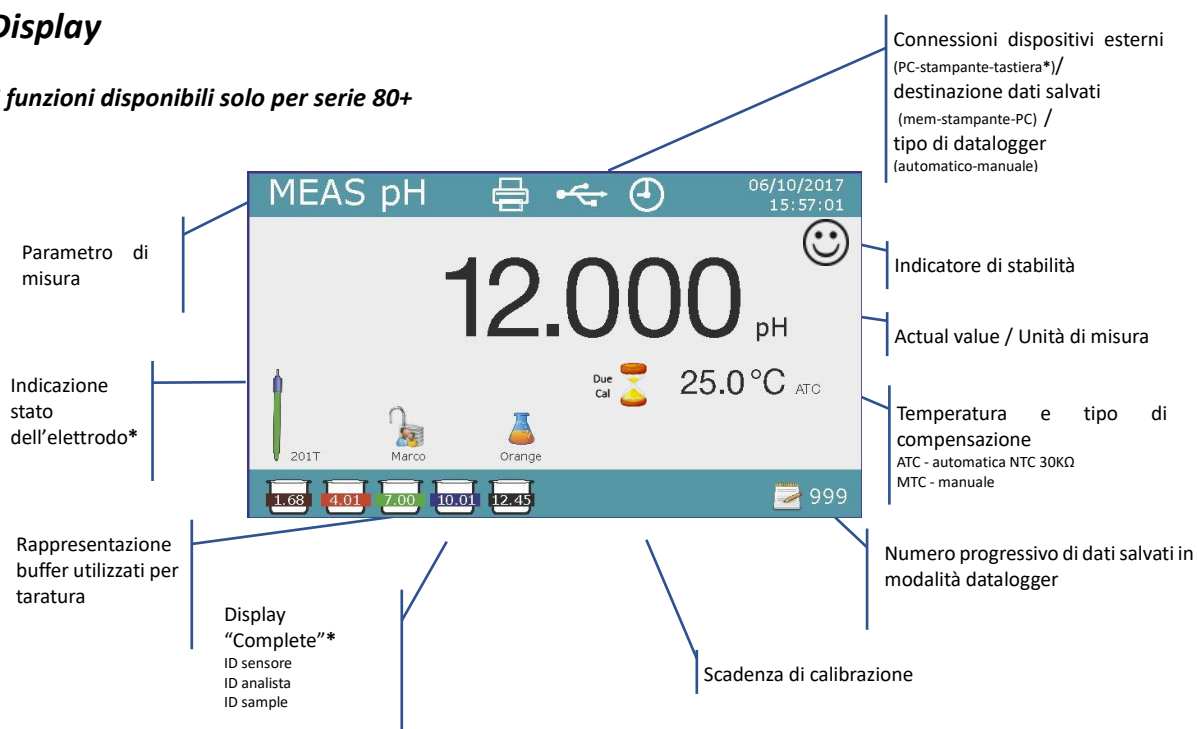 Display
funzioni disponibili solo per serie 80+
Connessioni dispositivi esterni
(PC-stampante-tastiera*)/
destinazione dati salvati
(mem-stampante-PC) /
tipo di datalogger
(automatico-manuale)
MEAS pH
06/10/2017
15:57:01
Parametro di
misura
Indicatore di stabilità
12.000 pH
Actual value / Unità di misura
Indicazione
stato
dell'elettrodo*
Due
Cal
25.0 °C ATC
Temperatura e tipo di
compensazione
ATC - automatica NTC 30KΩ
MTC - manuale
201T
Marco
Orange
1.68 4.01 7.00 10.01 12.45
999
Rappresentazione
buffer utilizzati per
taratura
Numero progressivo di dati salvati in
modalità datalogger
Display
“Complete”*
ID sensore
ID analista
ID sample
Scadenza di calibrazione